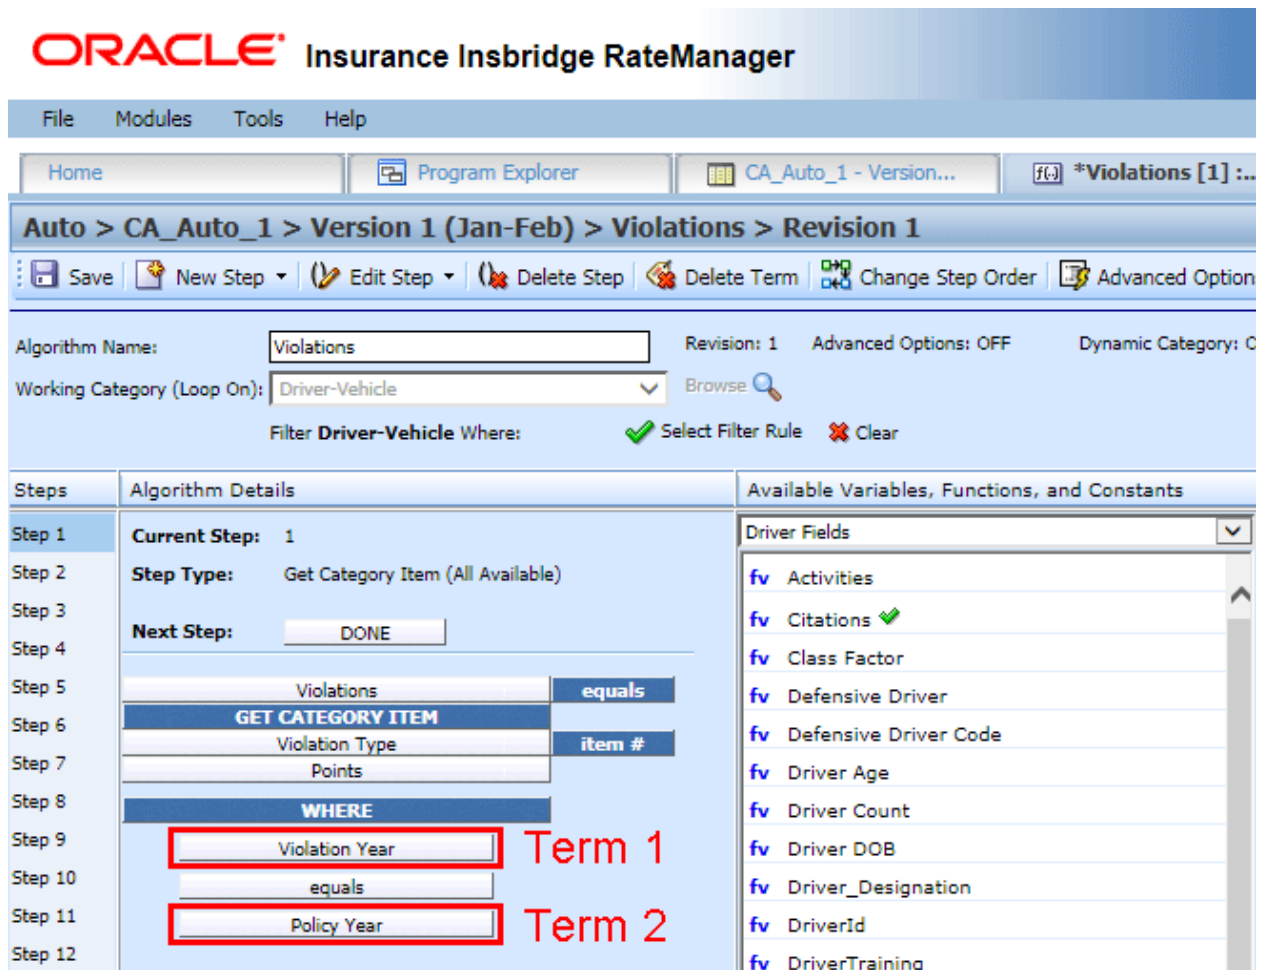 ORACLE Insurance Insbridge RateManager
File Modules Tools Help
Home Program Explorer CA_Auto_1 - Version... f(.) *Violations [1] :...
Auto > CA_Auto_1 > Version 1 (Jan-Feb) > Violations > Revision 1
Save New Step Edit Step Delete Step Delete Term Change Step Order Advanced Option
Algorithm Name: Violations Revision: 1 Advanced Options: OFF Dynamic Category: O
Working Category (Loop On): Driver-Vehicle Browse
Filter Driver-Vehicle Where: Select Filter Rule Clear
Steps Algorithm Details Available Variables, Functions, and Constants
Step 1
Step 2
Step 3
Step 4
Step 5
Step 6
Step 7
Step 8
Step 9
Step 10
Step 11
Step 12
Current Step: 1
Step Type: Get Category Item (All Available)
Next Step: DONE
Violations equals
GET CATEGORY ITEM
Violation Type item #
Points
WHERE
Violation Year Term 1
equals
Policy Year Term 2
Driver Fields
fv Activities
fv Citations
fv Class Factor
fv Defensive Driver
fv Defensive Driver Code
fv Driver Age
fv Driver Count
fv Driver DOB
fv Driver_Designation
fv DriverId
fv DriverTraining